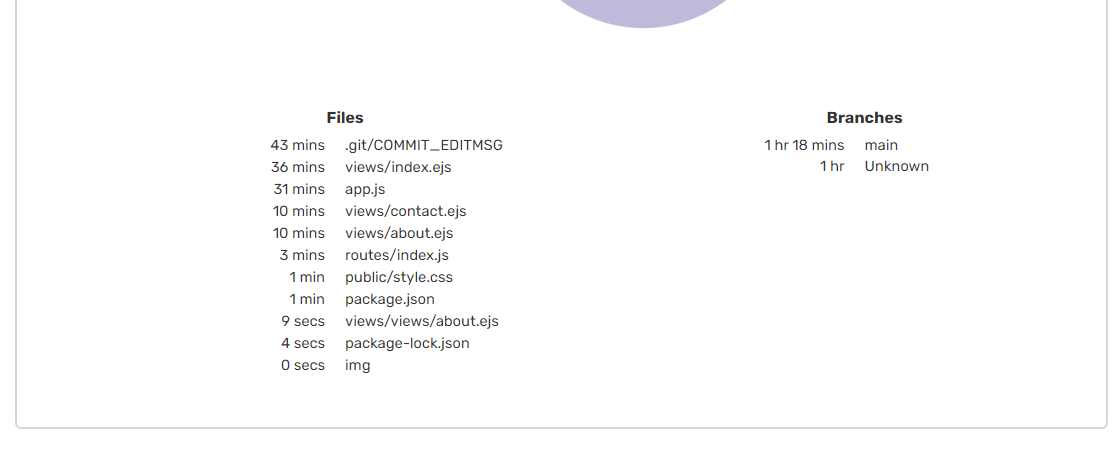 Files
43 mins .git/COMMIT_EDITMSG
36 mins views/index.ejs
31 mins app.js
10 mins views/contact.ejs
10 mins views/about.ejs
3 mins routes/index.js
1 min public/style.css
1 min package.json
9 secs views/views/about.ejs
4 secs package-lock.json
0 secs img
Branches
1 hr 18 mins main
1 hr Unknown